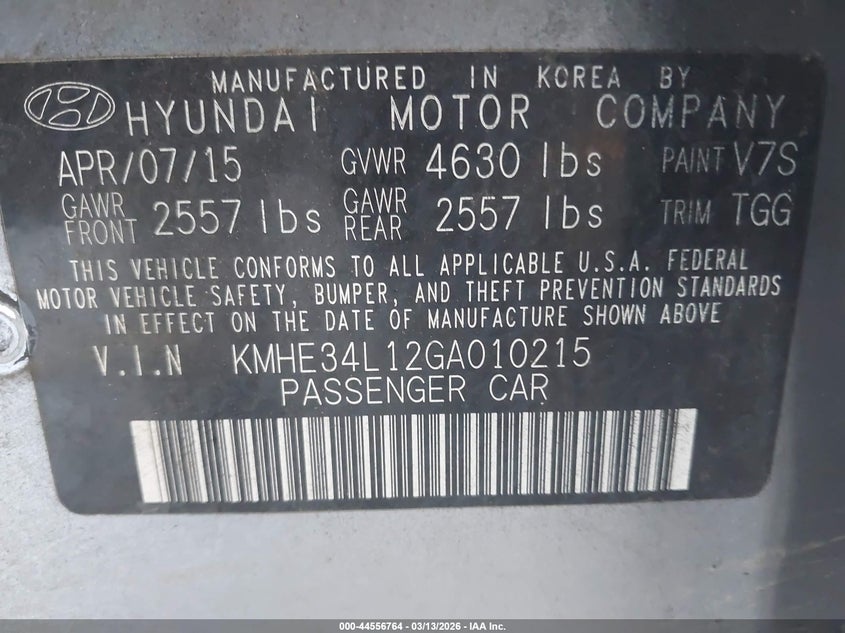 MANUFACTURED IN KOREA BY
HYUNDAI MOTOR COMPANY
APR/07/15 GVWR 4630 lbs PAINT V7S
GAWR FRONT 2557 lbs GAWR REAR 2557 lbs TRIM TGG
THIS VEHICLE CONFORMS TO ALL APPLICABLE U.S.A. FEDERAL
MOTOR VEHICLE SAFETY, BUMPER, AND THEFT PREVENTION STANDARDS
IN EFFECT ON THE DATE OF MANUFACTURE SHOWN ABOVE
V.I.N KMHE34L12GA010215
PASSENGER CAR
000-44556764 — 03/13/2026 — IAA Inc.